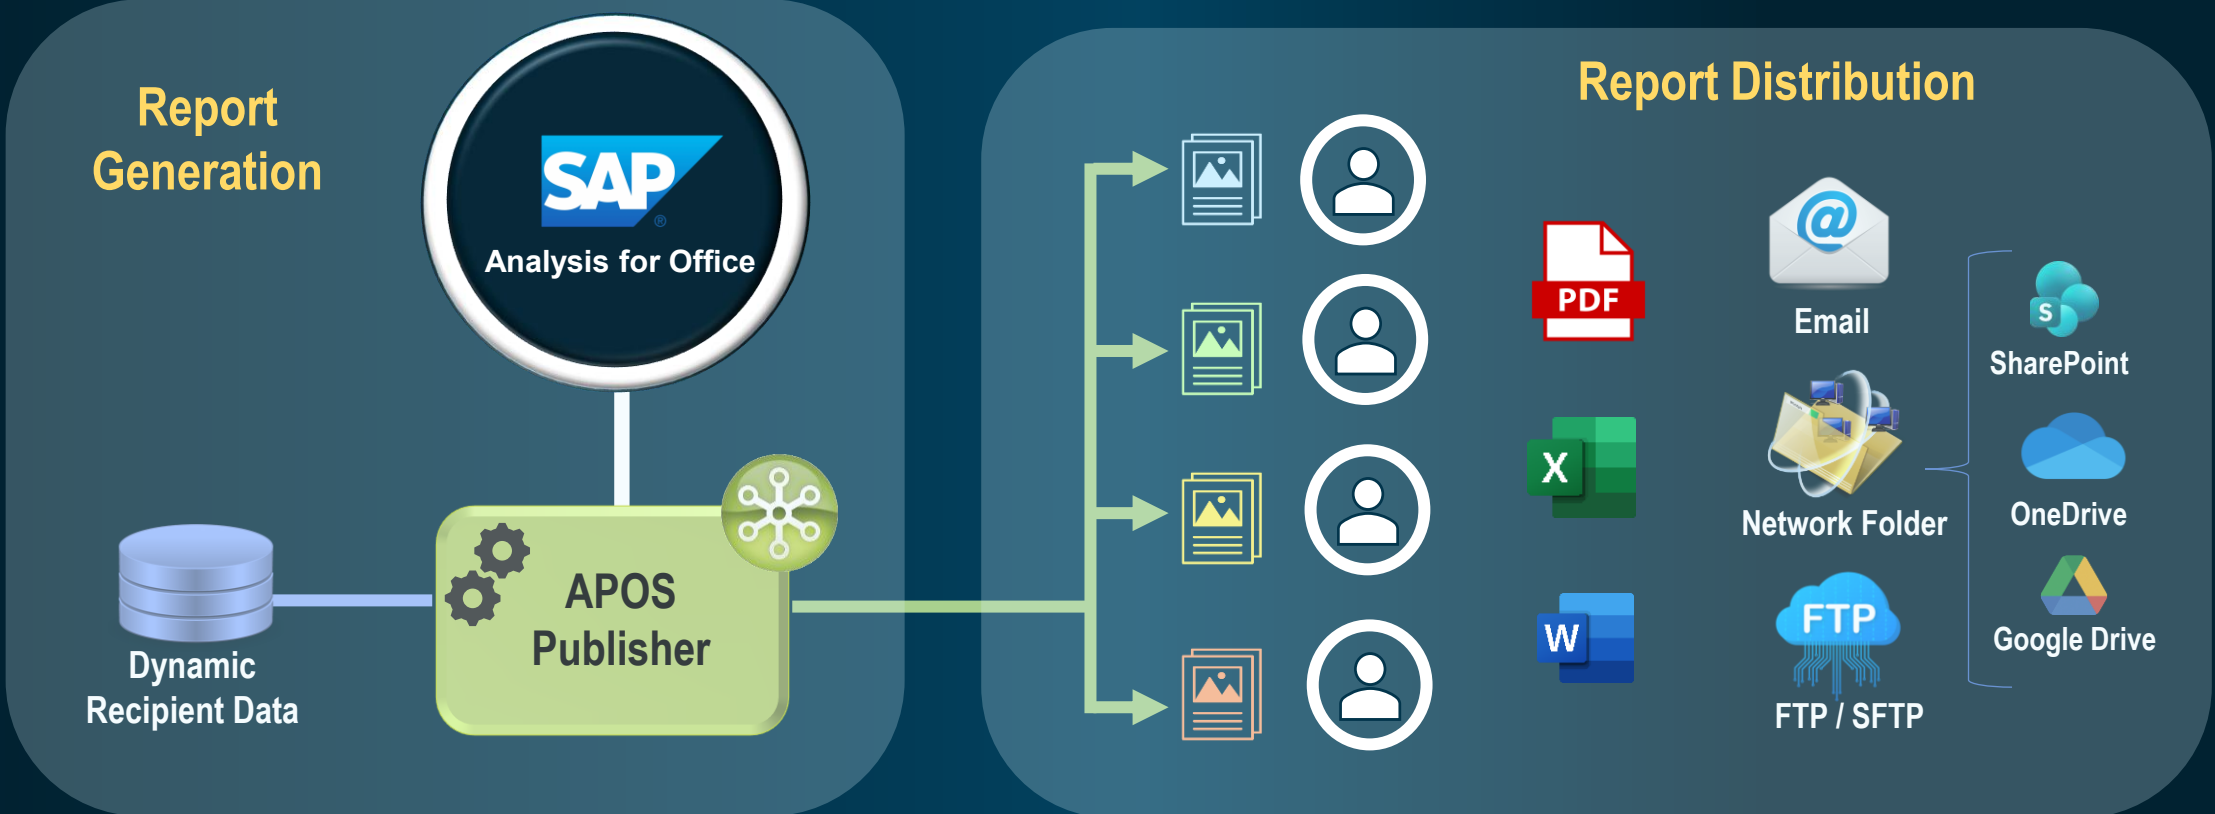 Report
Generation
SAP
®
Analysis for Office
APOS
Publisher
Dynamic
Recipient Data
Report Distribution
PDF
X
W
@
Email
Network Folder
FTP
FTP / SFTP
S
SharePoint
OneDrive
Google Drive